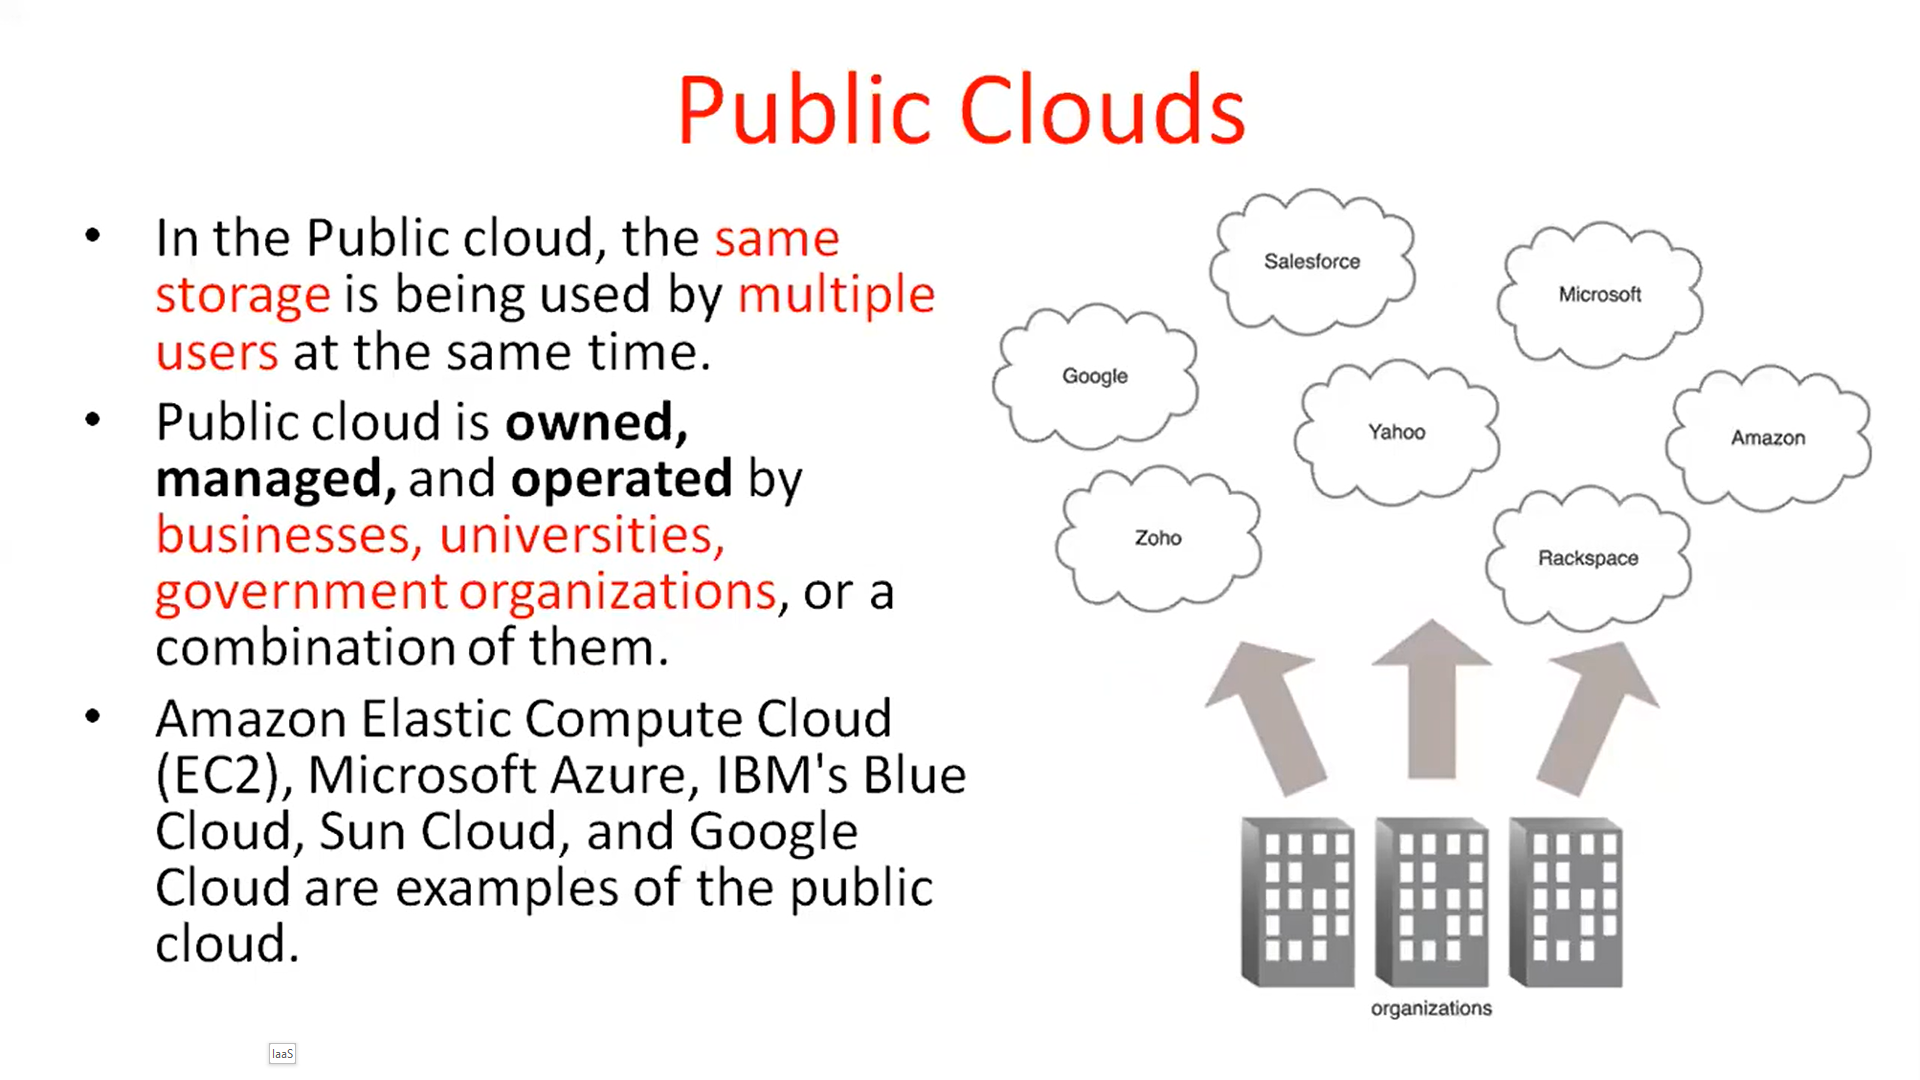 Public Clouds
• In the Public cloud, the same
storage is being used by multiple
users at the same time.
• Public cloud is owned,
managed, and operated by
businesses, universities,
government organizations, or a
combination of them.
• Amazon Elastic Compute Cloud
(EC2), Microsoft Azure, IBM's Blue
Cloud, Sun Cloud, and Google
Cloud are examples of the public
cloud.
Salesforce
Microsoft
Google
Yahoo
Amazon
Zoho
Rackspace
organizations
IaaS